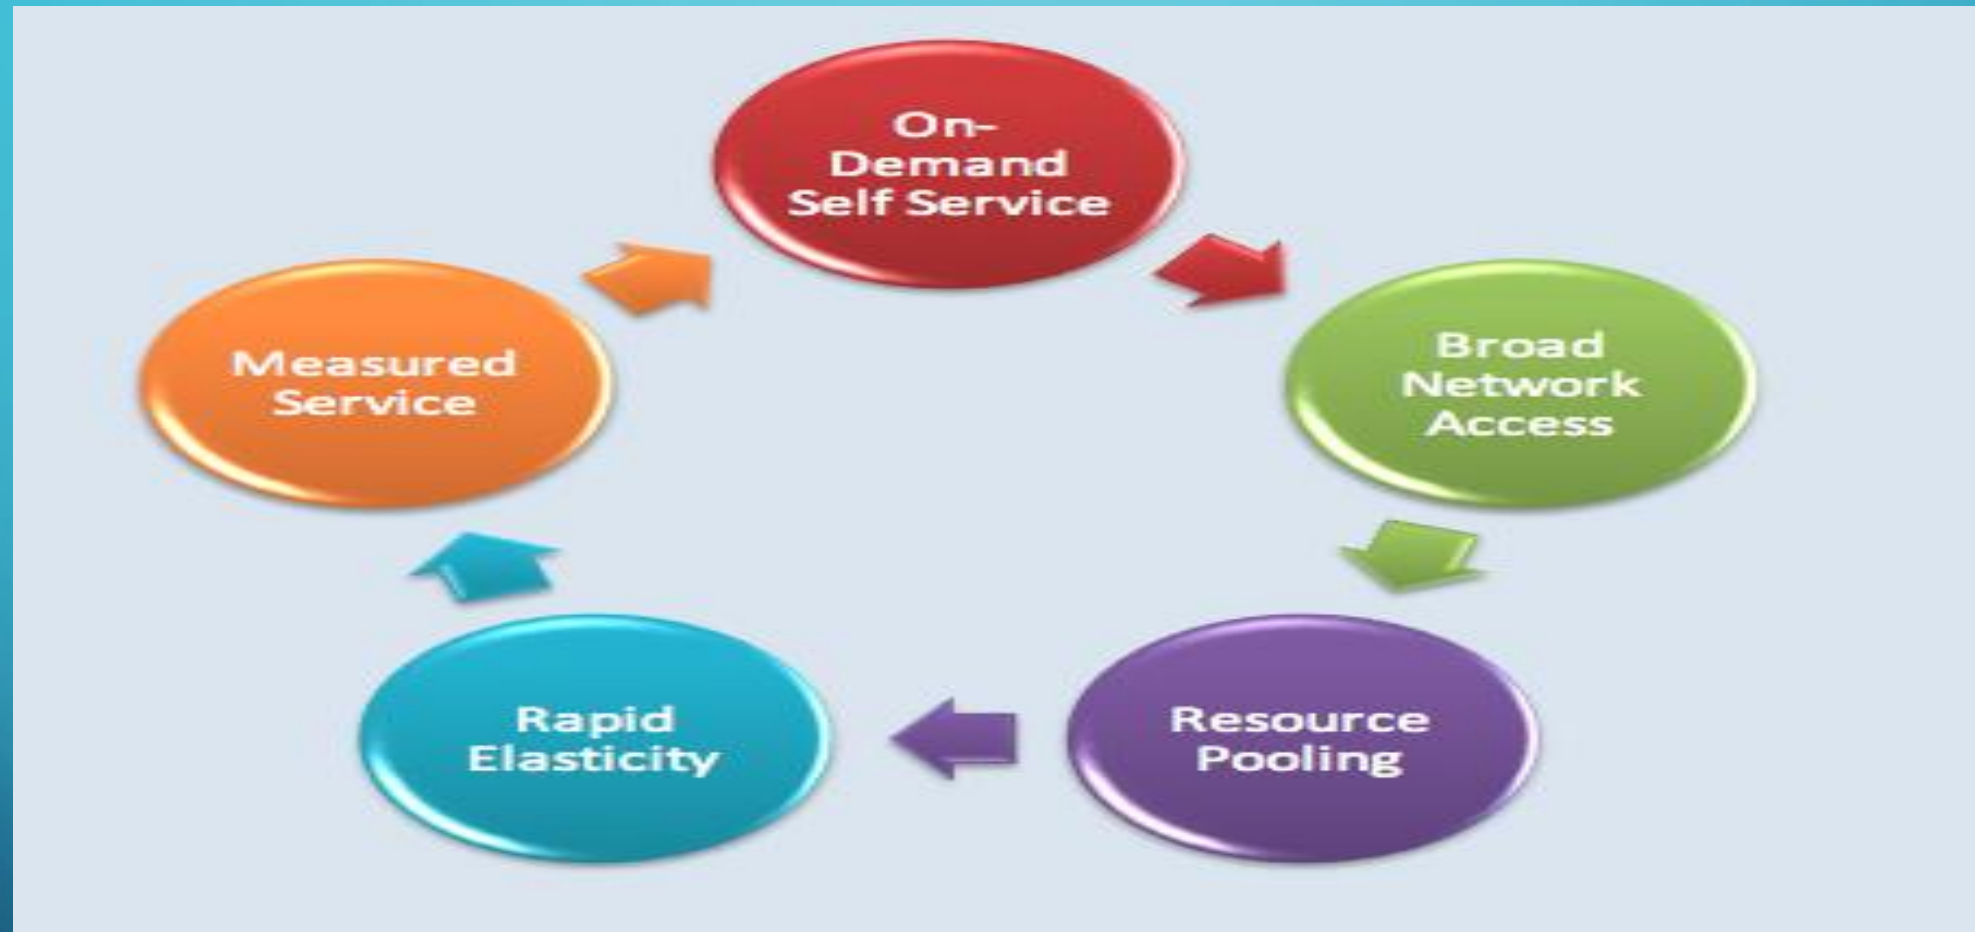 On-
Demand
Self Service
Broad
Network
Access
Resource
Pooling
Rapid
Elasticity
Measured
Service